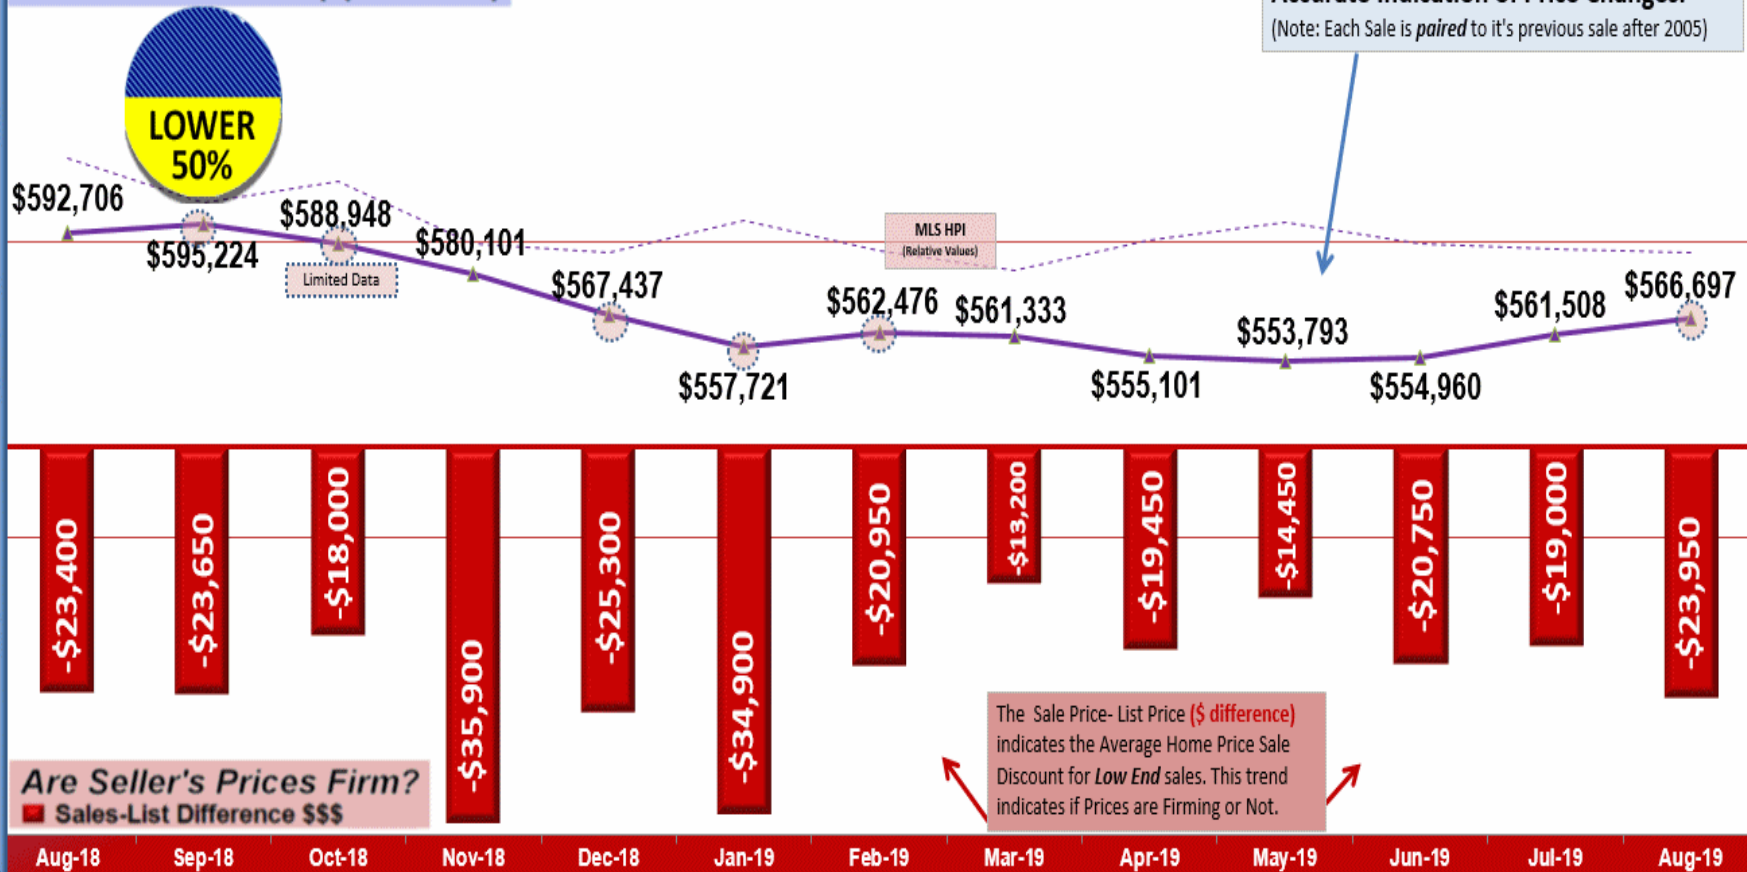 Accurate Indication of Price Changes.
(Note: Each Sale is paired to it's previous sale after 2005)
LOWER
50%
$592,706
$595,224
$588,948
Limited Data
$580,101
$567,437
$557,721
$562,476
MLS HPI
(Relative Values)
$561,333
$555,101
$553,793
$554,960
$561,508
$566,697
-$23,400
-$23,650
-$18,000
-$35,900
-$25,300
-$34,900
-$20,950
-$13,200
-$19,450
-$14,450
-$20,750
-$19,000
-$23,950
The Sale Price- List Price ($ difference)
indicates the Average Home Price Sale
Discount for Low End sales. This trend
indicates if Prices are Firming or Not.
Are Seller's Prices Firm?
Sales-List Difference $$$
Aug-18
Sep-18
Oct-18
Nov-18
Dec-18
Jan-19
Feb-19
Mar-19
Apr-19
May-19
Jun-19
Jul-19
Aug-19